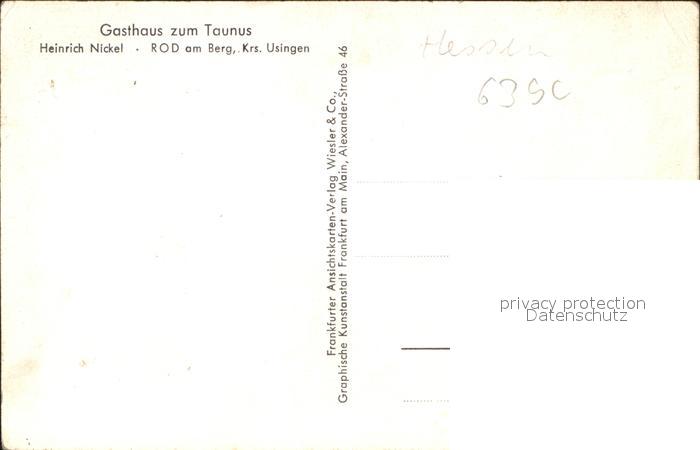 Gasthaus zum Taunus
Heinrich Nickel · ROD am Berg, Krs. Usingen
Frankfurter Ansichtskarten-Verlag Wiesler & Co.,
Graphische Kunstanstalt Frankfurt am Main, Alexander-Straße 46
Hessen
639C
privacy protection
Datenschutz